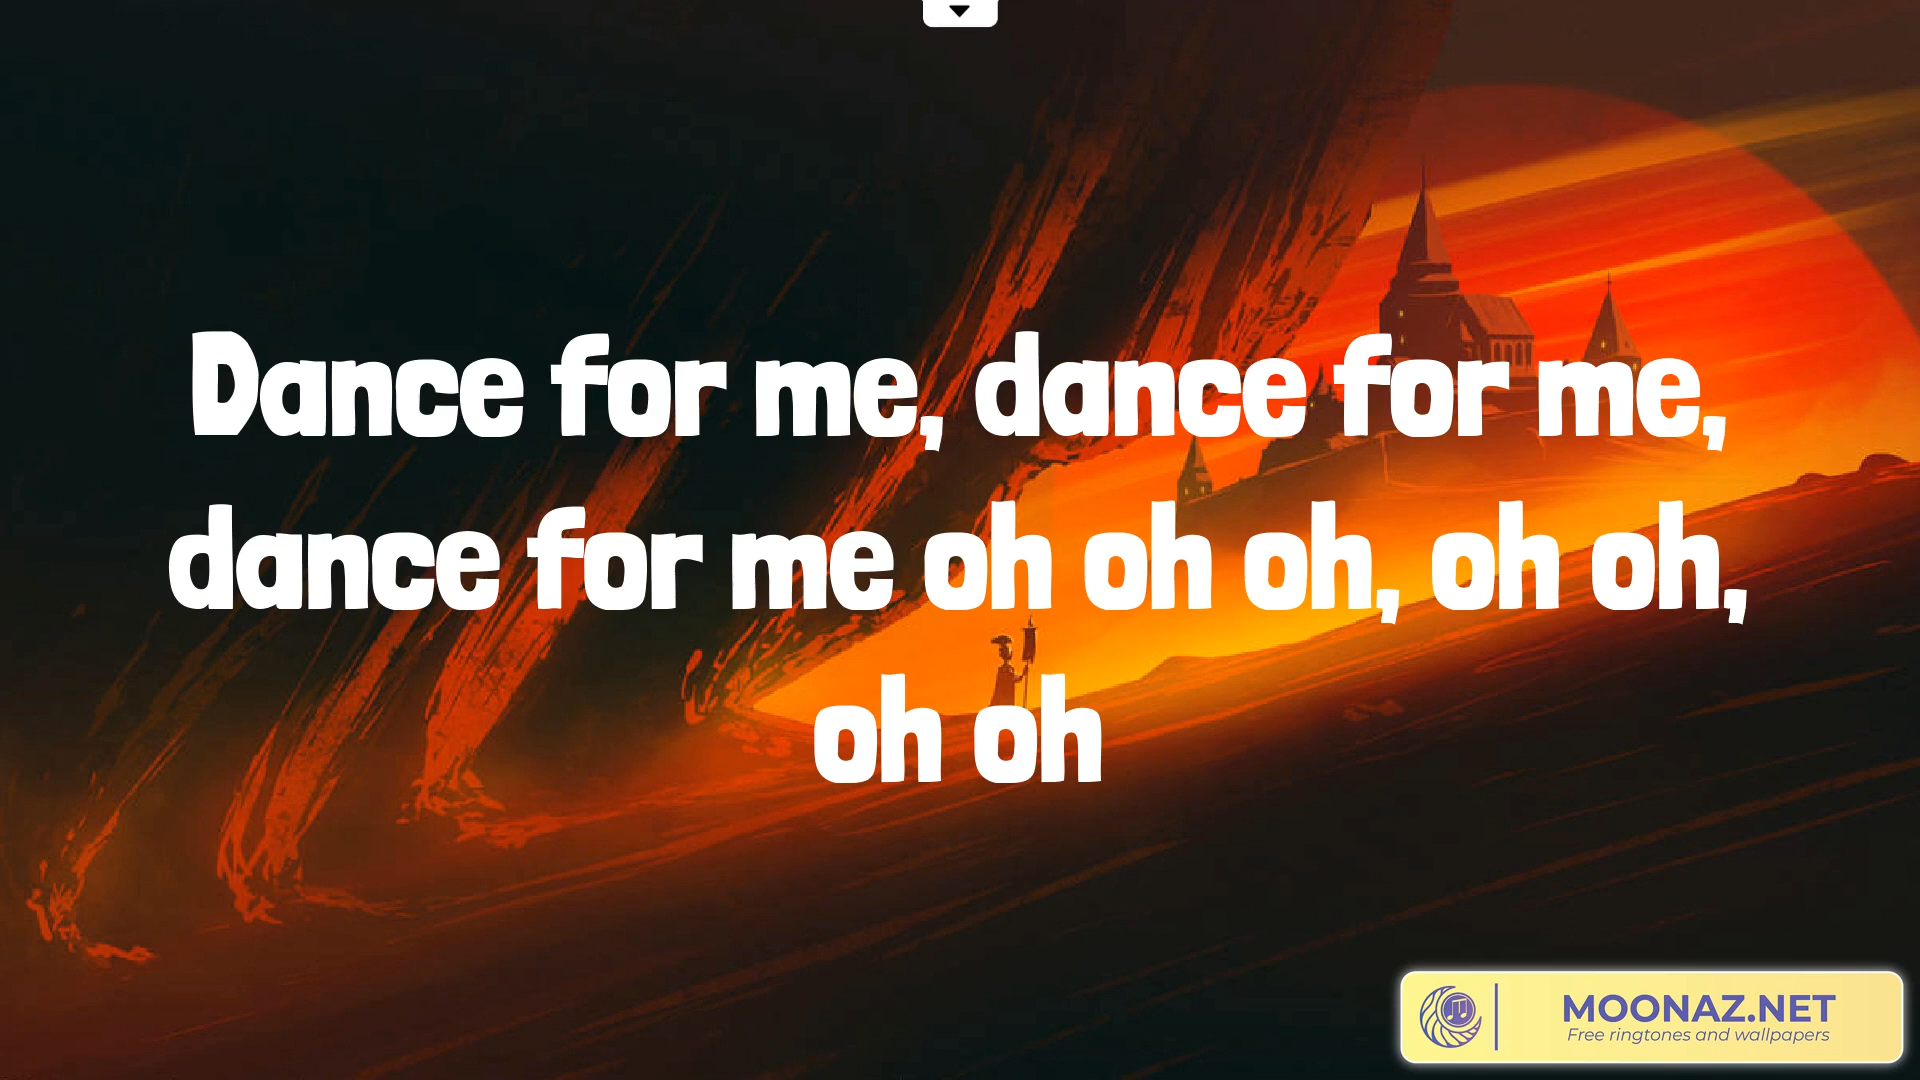 Dance for me, dance for me,
dance for me oh oh oh, oh oh,
oh oh
MOONAZ.NET
Free ringtones and wallpapers